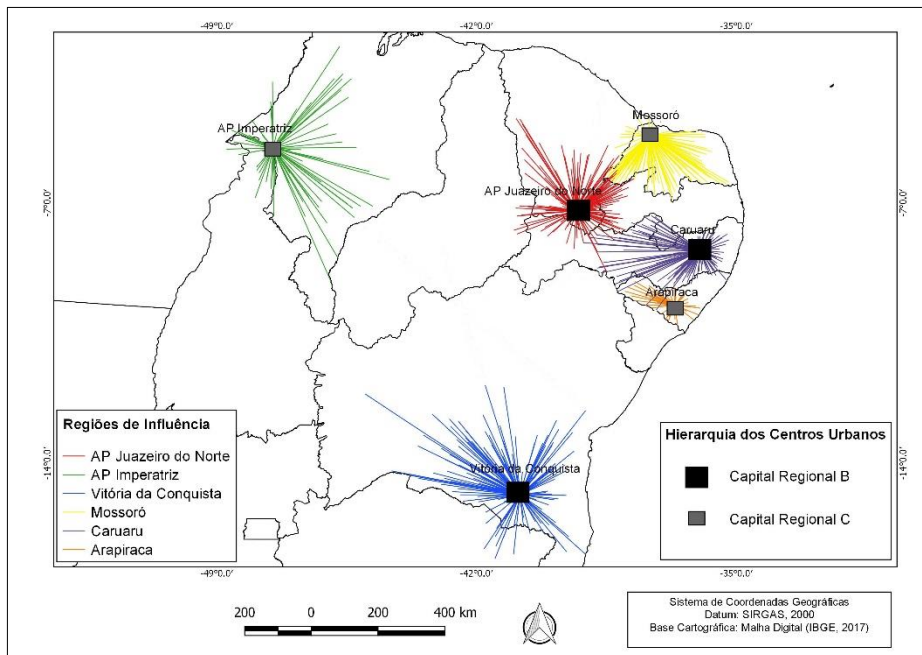 -49°0.0'
-42°0.0'
-35°0.0'
Mossoró
AP Imperatriz
-7°0.0'
AP Juazeiro do Norte
-7°0.0'
Caruaru
Arapiraca
Regiões de Influência
AP Juazeiro do Norte
AP Imperatriz
Vitória da Conquista
Mossoró
Caruaru
Arapiraca
-14°0.0'
Vitória da Conquista
Hierarquia dos Centros Urbanos
Capital Regional B
Capital Regional C
-14°0.0'
-49°0.0'
-42°0.0'
-35°0.0'
200 0 200 400 km
Sistema de Coordenadas Geográficas
Datum: SIRGAS, 2000
Base Cartográfica: Malha Digital (IBGE, 2017)